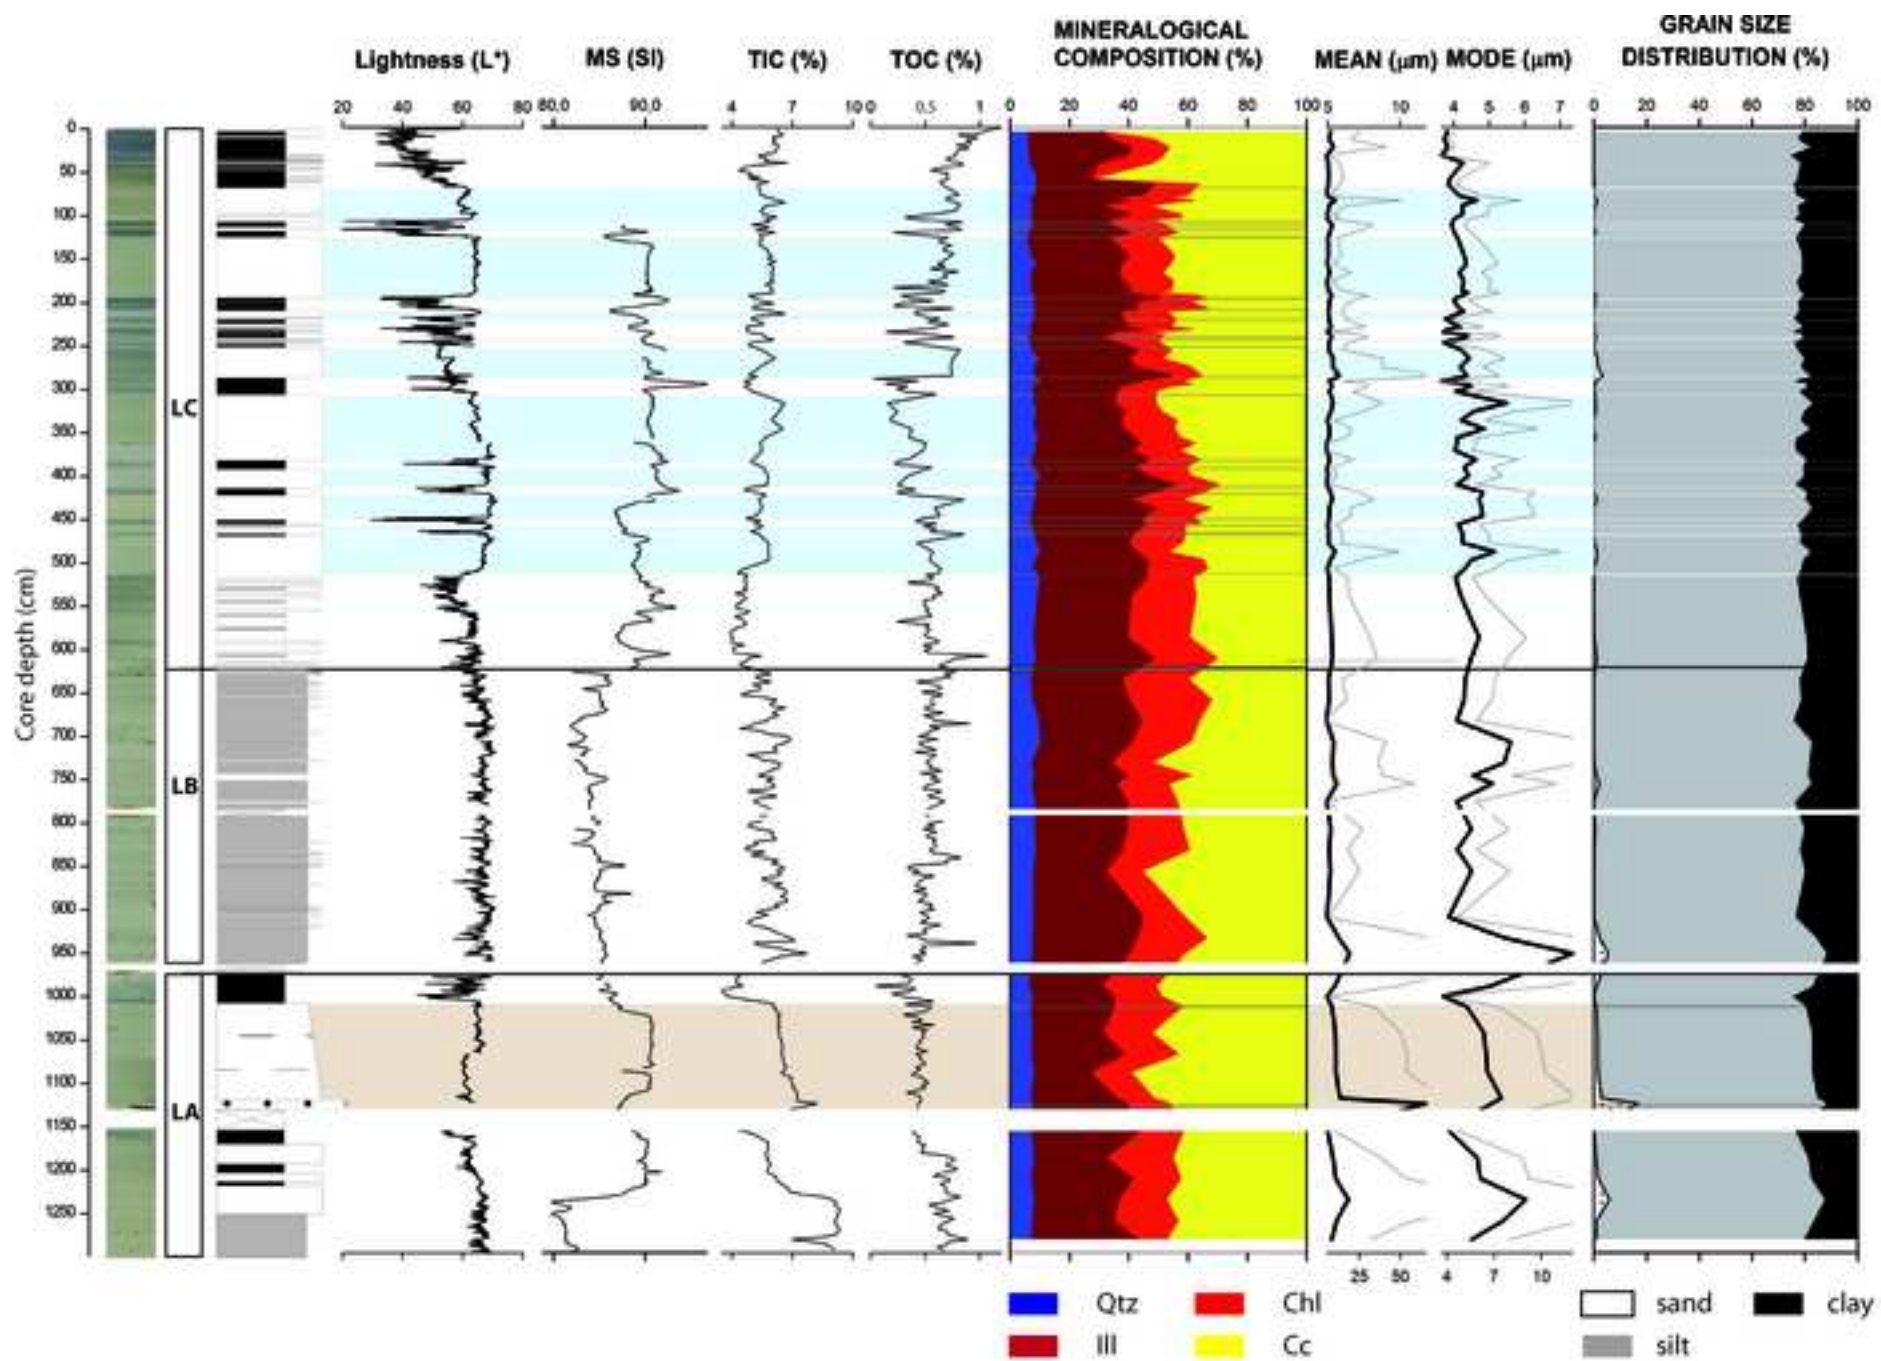 MINERALOGICAL
COMPOSITION (%)
GRAIN SIZE
DISTRIBUTION (%)
Lightness (L*)
MS (SI)
TIC (%)
TOC (%)
MEAN (μm)
MODE (μm)
20 40 60 80
80,0 90,0
4 7 10
0 0,5 1
0 20 40 60 80 100
5 10
4 5 6 7
0 20 40 60 80 100
Core depth (cm)
0
50
100
150
200
250
300
350
400
450
500
550
600
650
700
750
800
850
900
950
1000
1050
1100
1150
1200
1250
LC
LB
LA
25 50
4 7 10
Qtz
Chl
sand
clay
Ill
Cc
silt